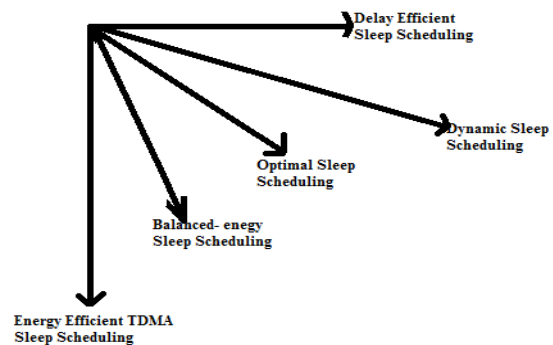 Delay Efficient
Sleep Scheduling
Dynamic Sleep
Scheduling
Optimal Sleep
Scheduling
Balanced- enegy
Sleep Scheduling
Energy Efficient TDMA
Sleep Scheduling